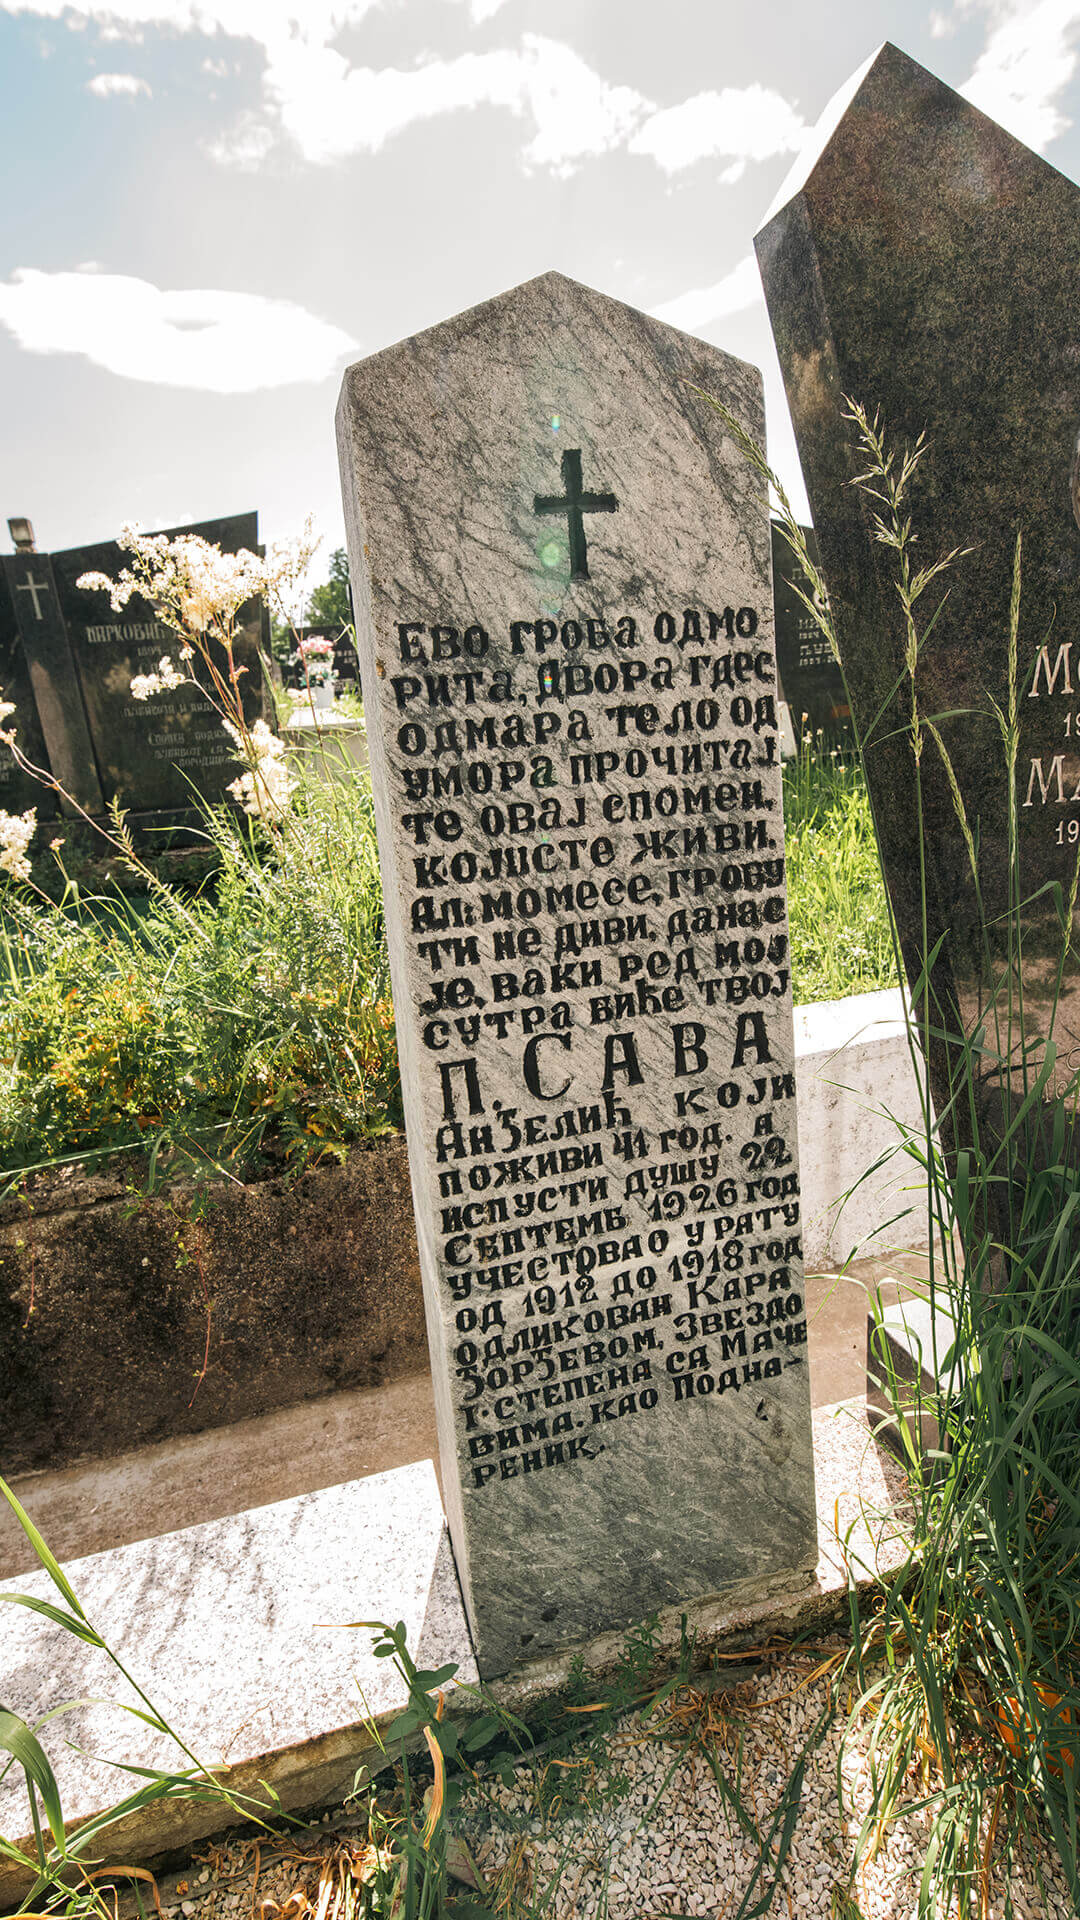 ЕВО ГРОБА ОДМО
РИТА, ДВОРА ГДЕС
ОДМАРА ТЕЛО ОД
УМОРА ПРОЧИТАЈ
ТЕ ОВАЈ СПОМЕН.
КОЈИСТЕ ЖИВИ.
АЛ: МОМЕСЕ, ГРОБУ
ТИ НЕ ДИВИ. ДАНАС
ЈЕ, ВАКИ РЕД МОЈ
СУТРА БИЋЕ ТВОЈ
П. САВА
АНЂЕЛИЋ КОЈИ
ПОЖИВИ 41 ГОД. А
ИСПУСТИ ДУШУ 22
СЕПТЕМБ 1926 ГОД
УЧЕСТОВАО У РАТУ
ОД 1912 ДО 1918 ГОД
ОДЛИКОВАН КАРА
ЂОРЂЕВОМ, ЗВЕЗДО
I. СТЕПЕНА СА МАЧЕ
ВИМА. КАО ПОДНА-
РЕНИК.